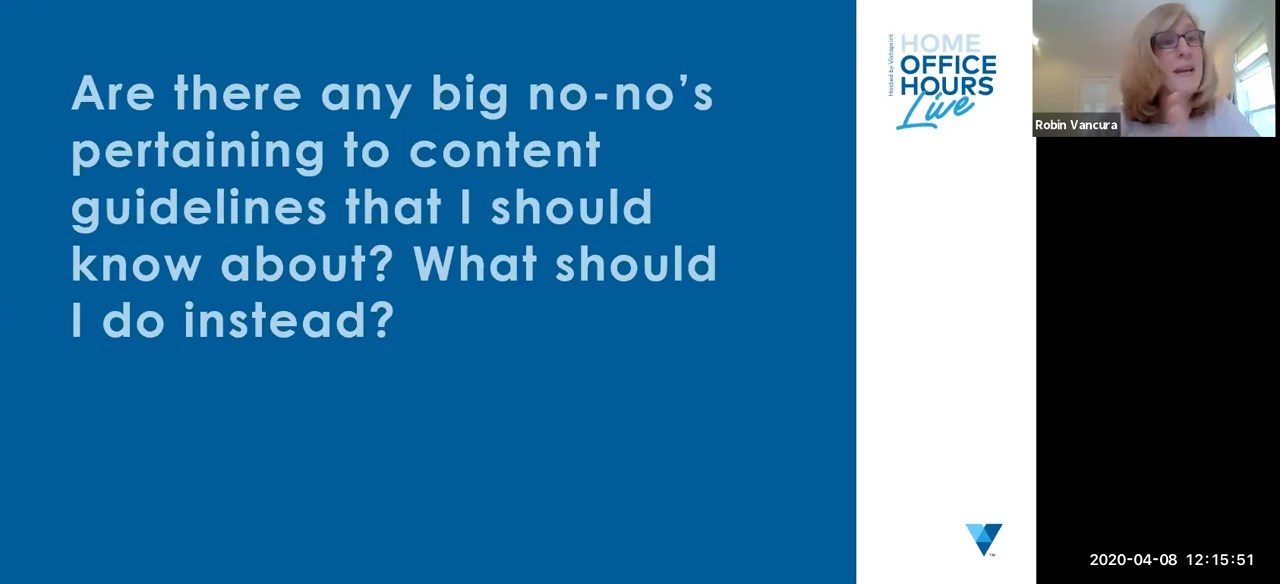 Are there any big no-no’s
pertaining to content
guidelines that I should
know about? What should
I do instead?
Hosted by Vistaprint
HOME
OFFICE
HOURS
Live
Robin Vancura
TM
2020-04-08 12:15:51